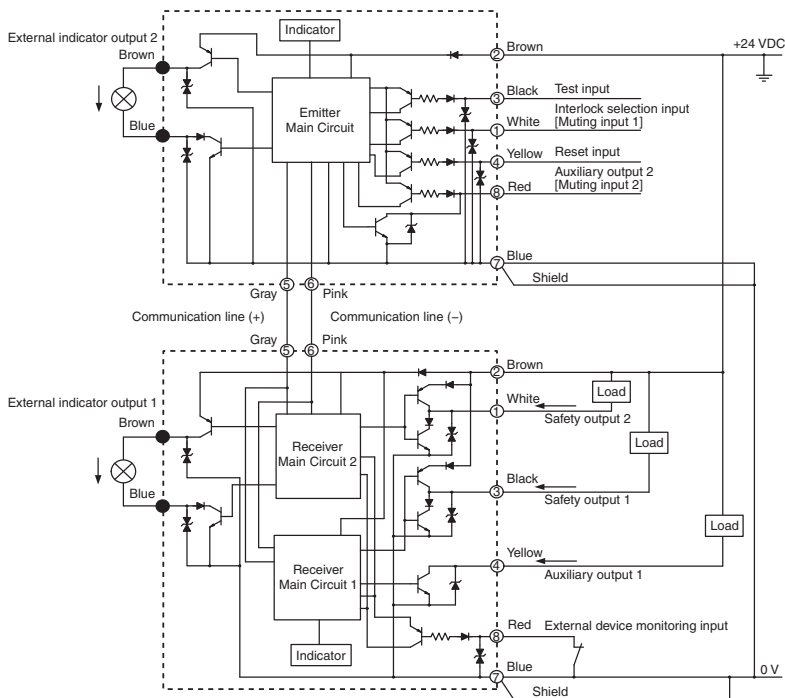 External indicator output 2
Brown
Blue
Indicator
Emitter
Main Circuit
② Brown
+24 VDC
③ Black
Test input
① White
Interlock selection input
[Muting input 1]
④ Yellow
Reset input
⑧ Red
Auxiliary output 2
[Muting input 2]
⑦ Blue
Shield
Gray ⑤ ⑥ Pink
Communication line (+)
Communication line (−)
Gray ⑤ ⑥ Pink
External indicator output 1
Brown
Blue
Receiver
Main Circuit 2
Receiver
Main Circuit 1
Indicator
② Brown
① White
Safety output 2
Load
Load
③ Black
Safety output 1
Load
④ Yellow
Auxiliary output 1
⑧ Red
External device monitoring input
⑦ Blue
0 V
Shield